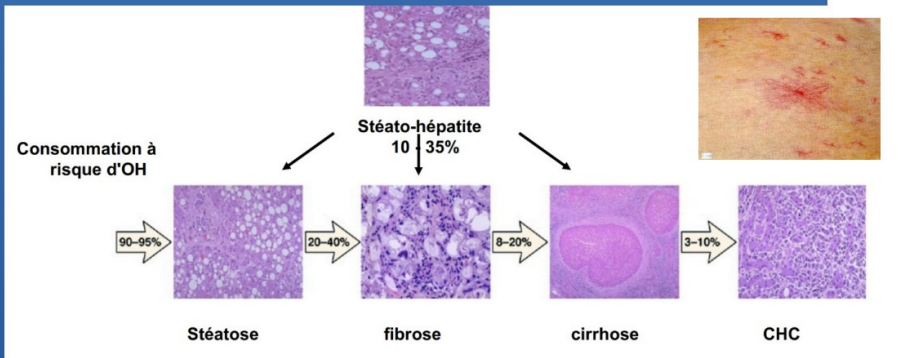 Stéato-hépatite
10 - 35%
Consommation à
risque d'OH
90–95%
20–40%
8–20%
3–10%
Stéatose
fibrose
cirrhose
CHC